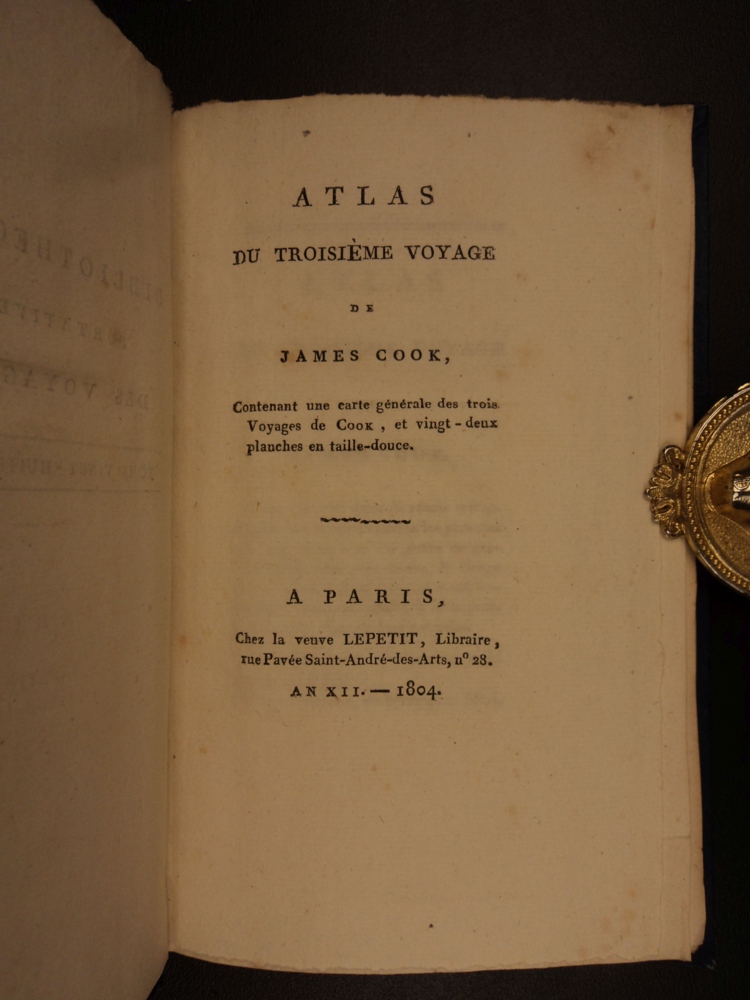 ATLAS
DU TROISIÈME VOYAGE
DE
JAMES COOK,
Contenant une carte générale des trois
Voyages de COOK, et vingt-deux
planches en taille-douce.
A PARIS,
Chez la veuve LEPETIT, Libraire,
rue Pavée Saint-André-des-Arts, nº 28.
AN XII. — 1804.